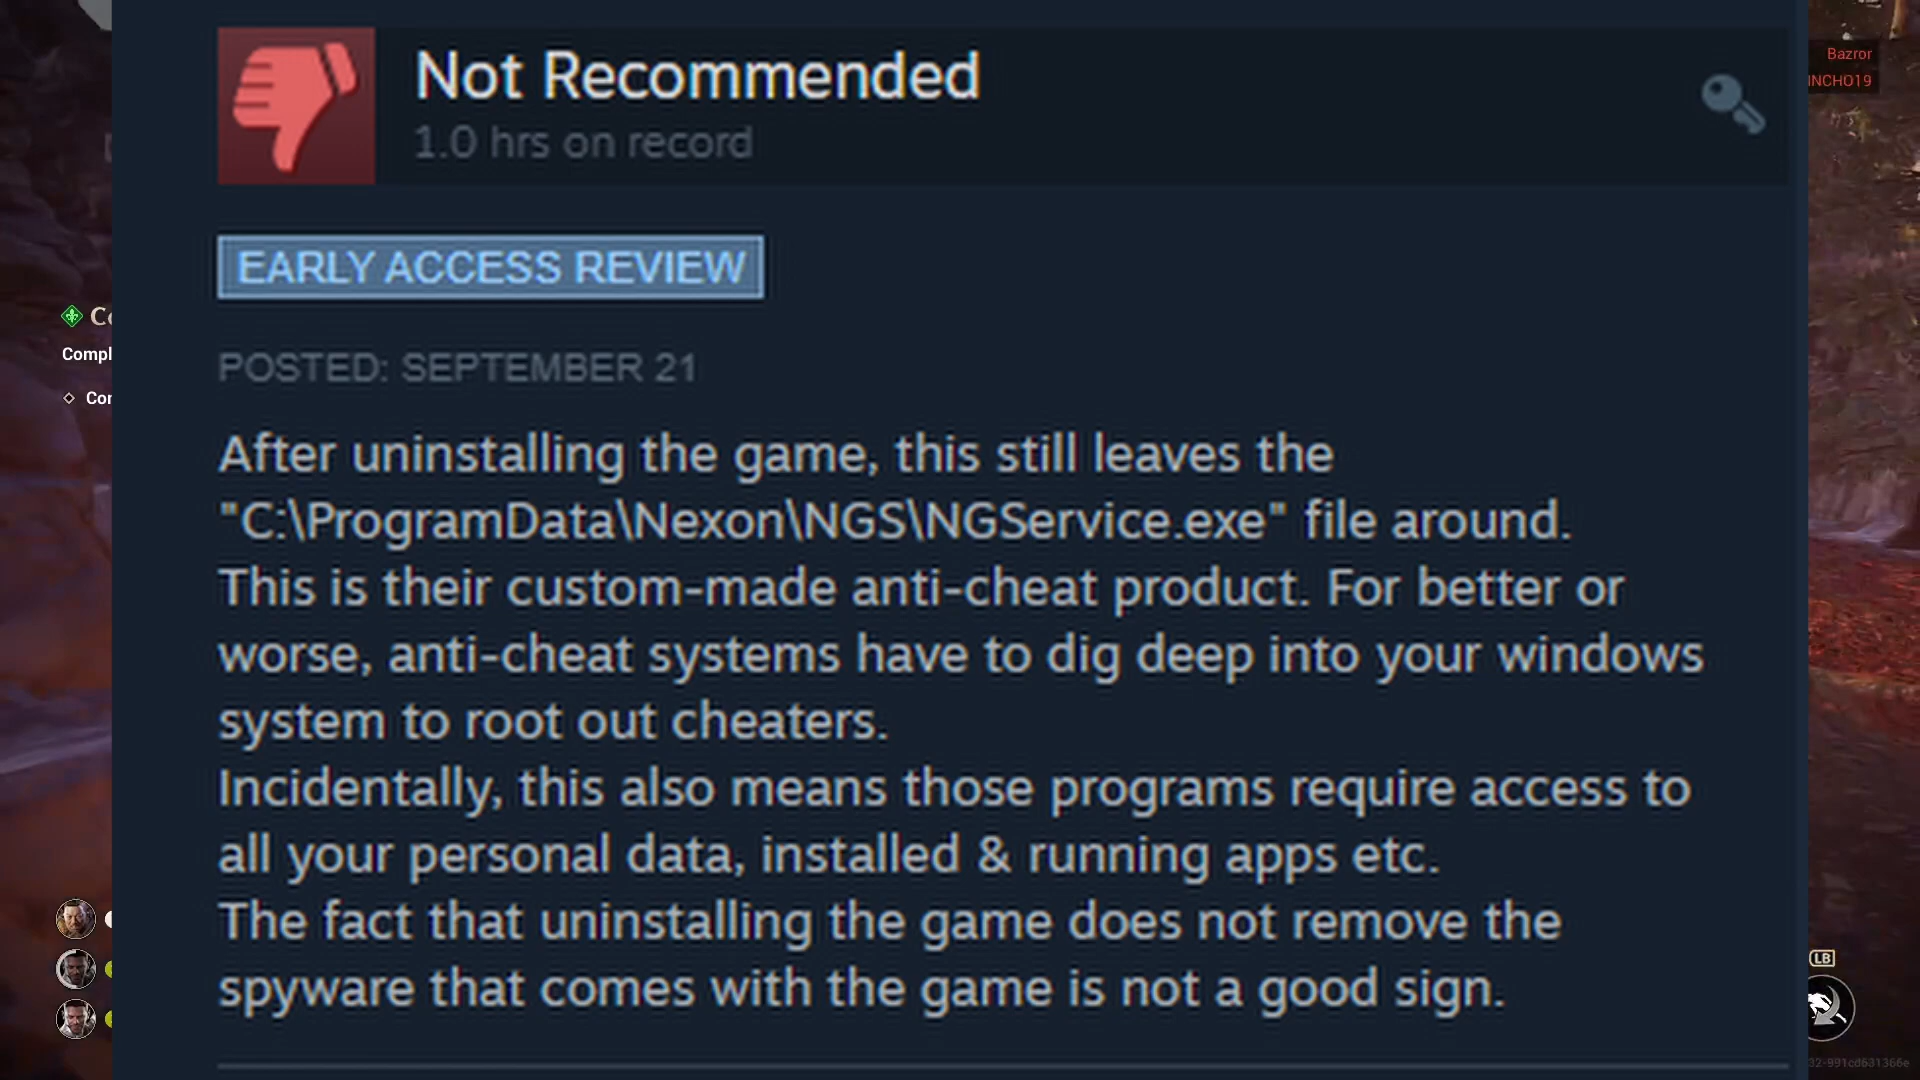 Not Recommended
1.0 hrs on record
Bazror
INCHO19
EARLY ACCESS REVIEW
Compl
POSTED: SEPTEMBER 21
After uninstalling the game, this still leaves the
"C:\ProgramData\Nexon\NGS\NGService.exe" file around.
This is their custom-made anti-cheat product. For better or
worse, anti-cheat systems have to dig deep into your windows
system to root out cheaters.
Incidentally, this also means those programs require access to
all your personal data, installed & running apps etc.
The fact that uninstalling the game does not remove the
spyware that comes with the game is not a good sign.
LB
32-991cd631366e